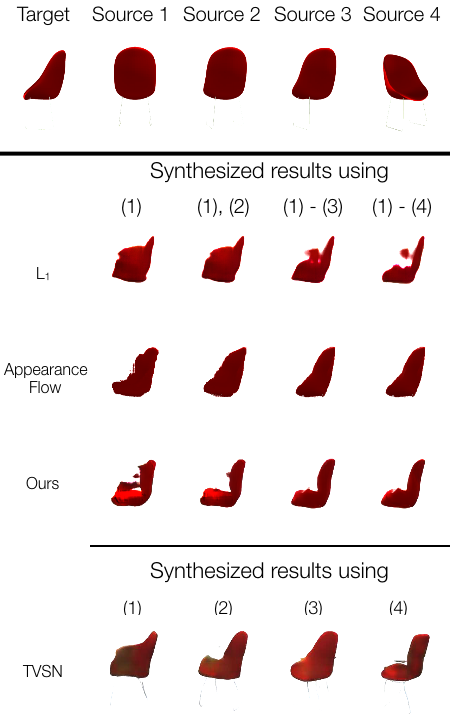 Target Source 1 Source 2 Source 3 Source 4
Synthesized results using
(1) (1), (2) (1) - (3) (1) - (4)
L₁
Appearance
Flow
Ours
Synthesized results using
(1) (2) (3) (4)
TVSN